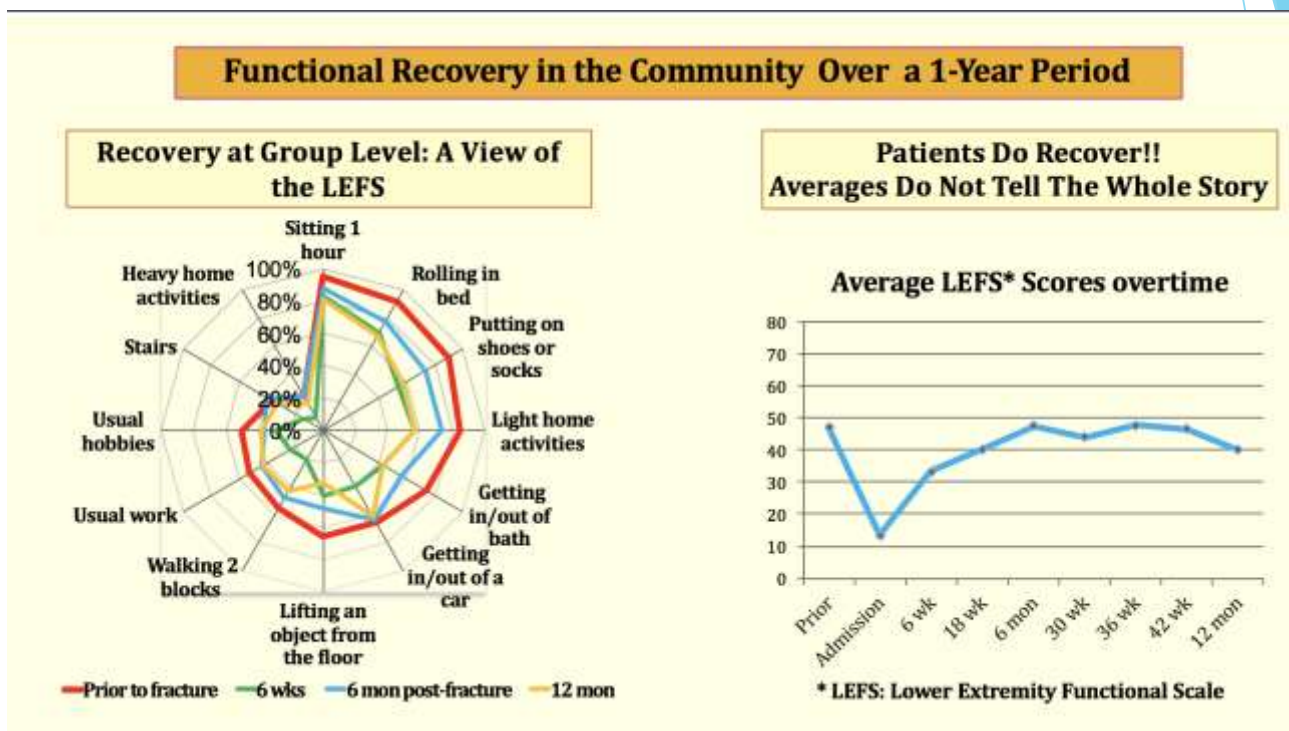 Functional Recovery in the Community Over a 1-Year Period
Recovery at Group Level: A View of
the LEFS
Sitting 1
hour
Rolling in
bed
Putting on
shoes or
socks
Light home
activities
Getting
in/out of
bath
Getting
in/out of a
car
Lifting an
object from
the floor
Walking 2
blocks
Usual work
Usual
hobbies
Stairs
Heavy home
activities
100%
80%
60%
40%
20%
0%
Prior to fracture
6 wks
6 mon post-fracture
12 mon
Patients Do Recover!!
Averages Do Not Tell The Whole Story
Average LEFS* Scores overtime
80
70
60
50
40
30
20
10
0
Prior
Admission
6 wk
18 wk
6 mon
30 wk
36 wk
42 wk
12 mon
* LEFS: Lower Extremity Functional Scale